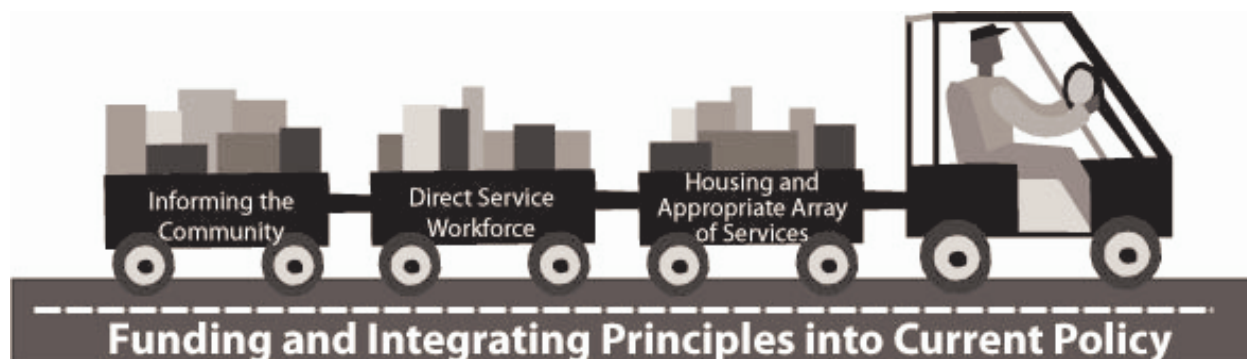 Informing the
Community
Direct Service
Workforce
Housing and
Appropriate Array
of Services
Funding and Integrating Principles into Current Policy